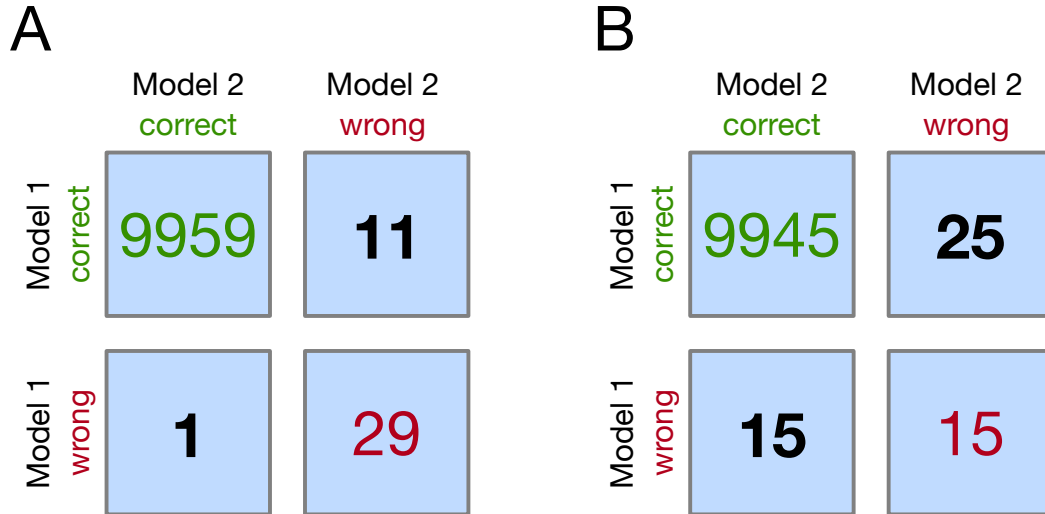 A
Model 2 Model 2
correct wrong
Model 1
correct
9959 11
Model 1
wrong
1 29
B
Model 2 Model 2
correct wrong
Model 1
correct
9945 25
Model 1
wrong
15 15